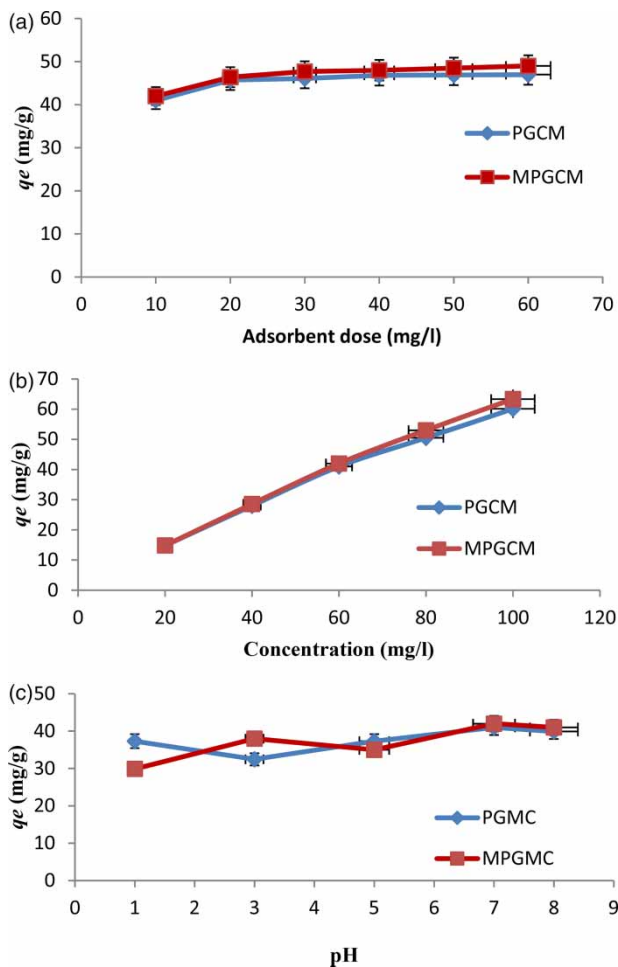 (a)
60
50
40
30
20
10
0
qe (mg/g)
PGCM
MPGCM
0 10 20 30 40 50 60 70
Adsorbent dose (mg/l)
(b)
70
60
50
40
30
20
10
0
qe (mg/g)
PGCM
MPGCM
0 20 40 60 80 100 120
Concentration (mg/l)
(c)
50
40
30
20
10
0
qe (mg/g)
PGMC
MPGMC
0 1 3 5 7 8 9
pH